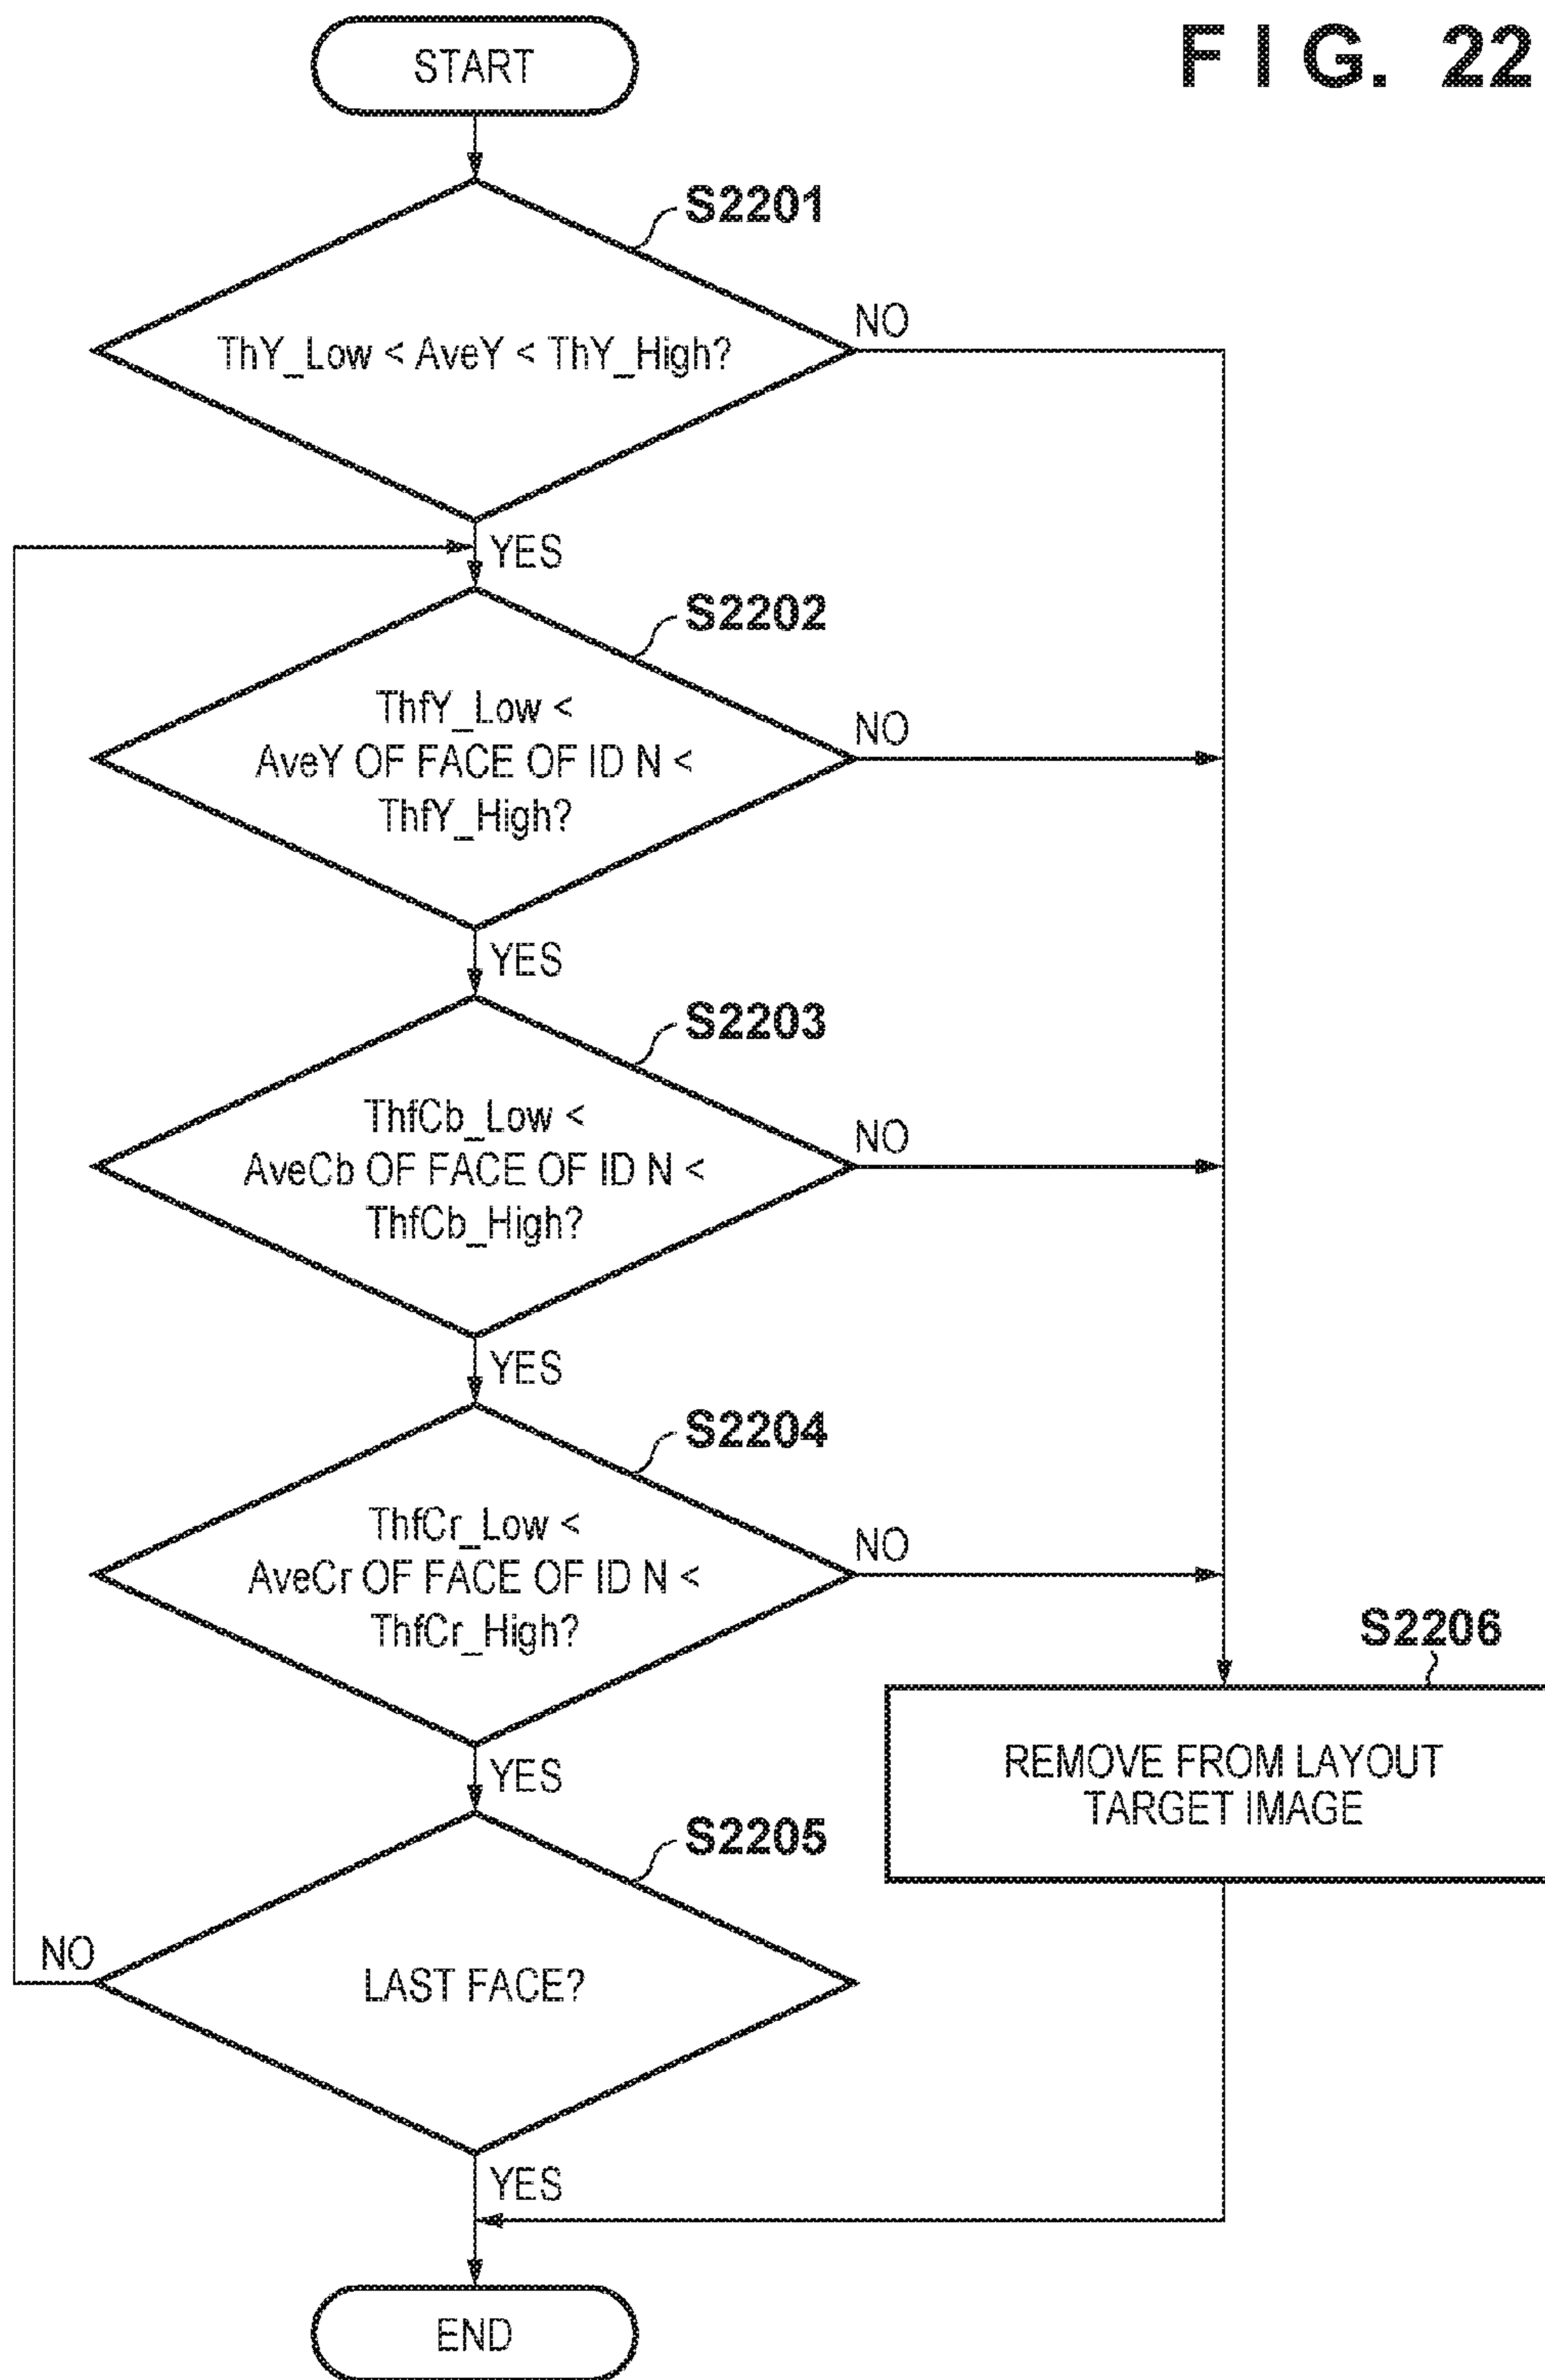 F I G. 22
START
S2201
ThY_Low < AveY < ThY_High?
NO
YES
S2202
ThfY_Low <
AveY OF FACE OF ID N <
ThfY_High?
NO
YES
S2203
ThfCb_Low <
AveCb OF FACE OF ID N <
ThfCb_High?
NO
YES
S2204
ThfCr_Low <
AveCr OF FACE OF ID N <
ThfCr_High?
NO
YES
S2206
REMOVE FROM LAYOUT
TARGET IMAGE
S2205
NO
LAST FACE?
YES
END